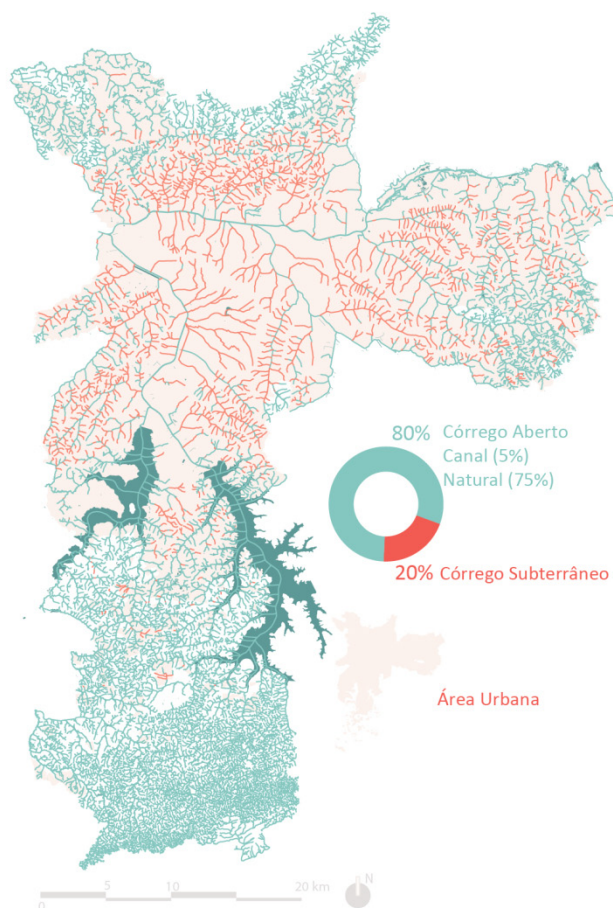 80% Córrego Aberto
Canal (5%)
Natural (75%)
20% Córrego Subterrâneo
Área Urbana
0 5 10 20 km
N